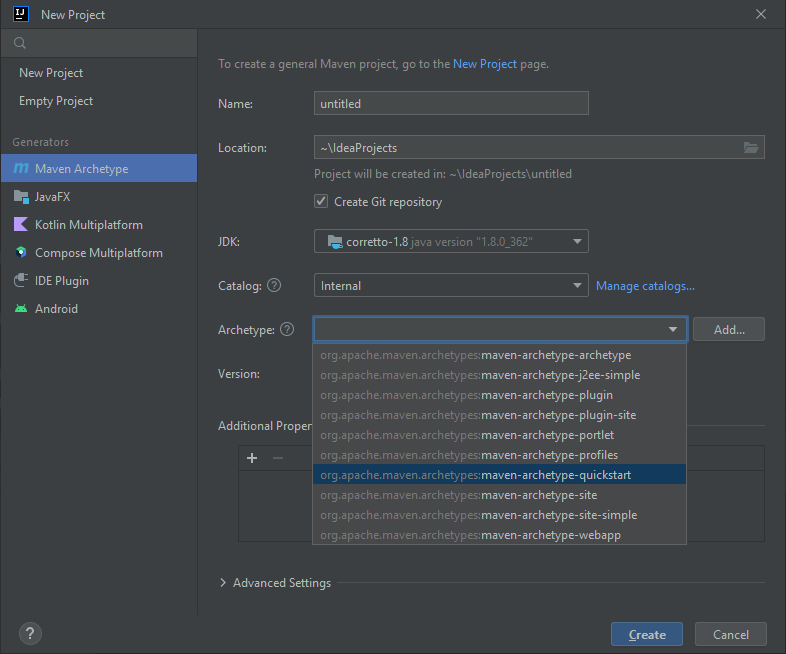 New Project
New Project
Empty Project
Generators
Maven Archetype
JavaFX
Kotlin Multiplatform
Compose Multiplatform
IDE Plugin
Android
To create a general Maven project, go to the New Project page.
Name: untitled
Location: ~\IdeaProjects
Project will be created in: ~\IdeaProjects\untitled
Create Git repository
JDK: corretto-1.8 java version "1.8.0_362"
Catalog: ? Internal Manage catalogs...
Archetype: ? Add...
org.apache.maven.archetypes:maven-archetype-archetype
org.apache.maven.archetypes:maven-archetype-j2ee-simple
Version:
org.apache.maven.archetypes:maven-archetype-plugin
org.apache.maven.archetypes:maven-archetype-plugin-site
Additional Proper
org.apache.maven.archetypes:maven-archetype-portlet
org.apache.maven.archetypes:maven-archetype-profiles
org.apache.maven.archetypes:maven-archetype-quickstart
org.apache.maven.archetypes:maven-archetype-site
org.apache.maven.archetypes:maven-archetype-site-simple
org.apache.maven.archetypes:maven-archetype-webapp
Advanced Settings
? Create Cancel